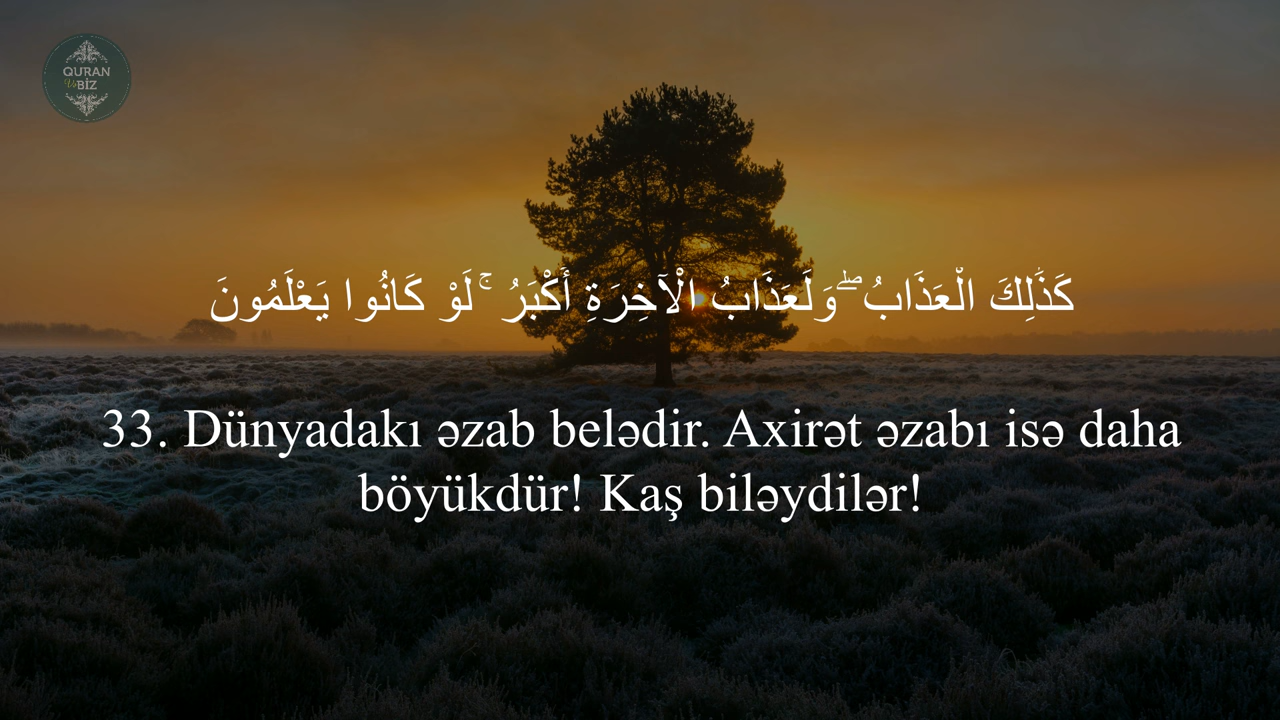 QURAN
Və BİZ
كَذَٰلِكَ الْعَذَابُ ۖ وَلَعَذَابُ الْآخِرَةِ أَكْبَرُ ۚ لَوْ كَانُوا يَعْلَمُونَ
33. Dünyadakı əzab belədir. Axirət əzabı isə daha
böyükdür! Kaş biləydilər!